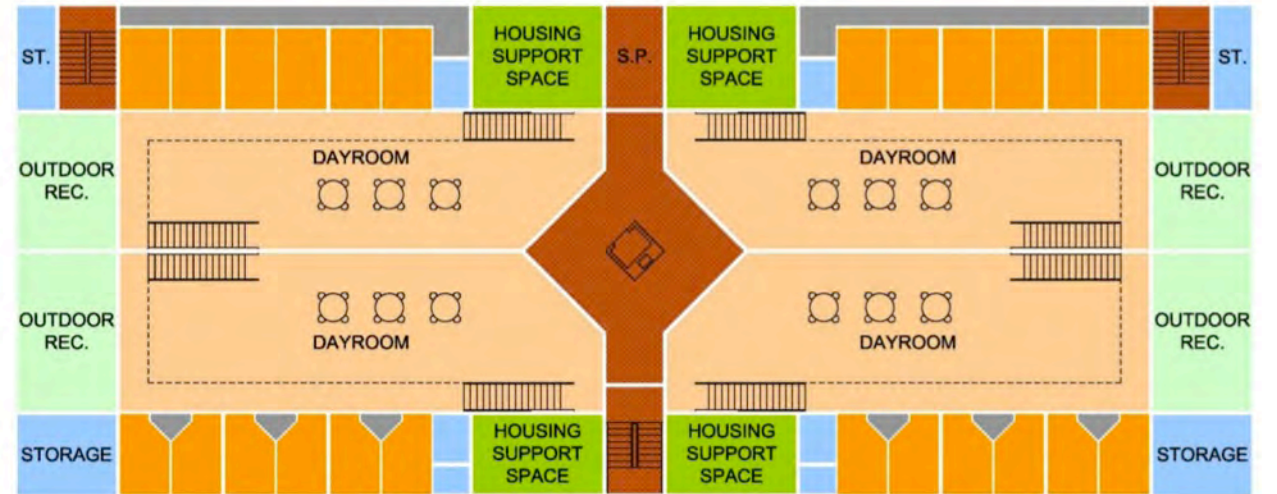 HOUSING
SUPPORT
SPACE
HOUSING
SUPPORT
SPACE
ST.
S.P.
ST.
DAYROOM
DAYROOM
OUTDOOR
REC.
OUTDOOR
REC.
OUTDOOR
REC.
OUTDOOR
REC.
DAYROOM
DAYROOM
STORAGE
HOUSING
SUPPORT
SPACE
HOUSING
SUPPORT
SPACE
STORAGE